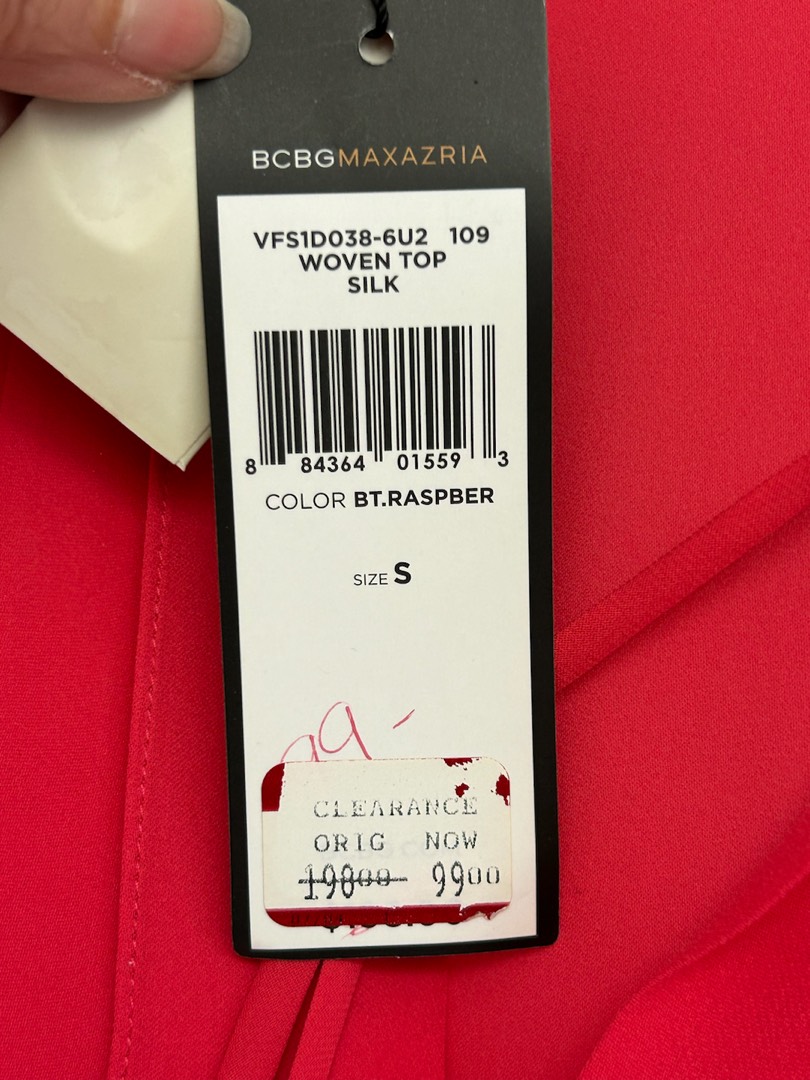 BCBGMAXAZRIA
VFS1D038-6U2 109
WOVEN TOP
SILK
8 84364 01559 3
COLOR BT.RASPBER
SIZE S
99-
CLEARANCE
ORIG NOW
19800 9900